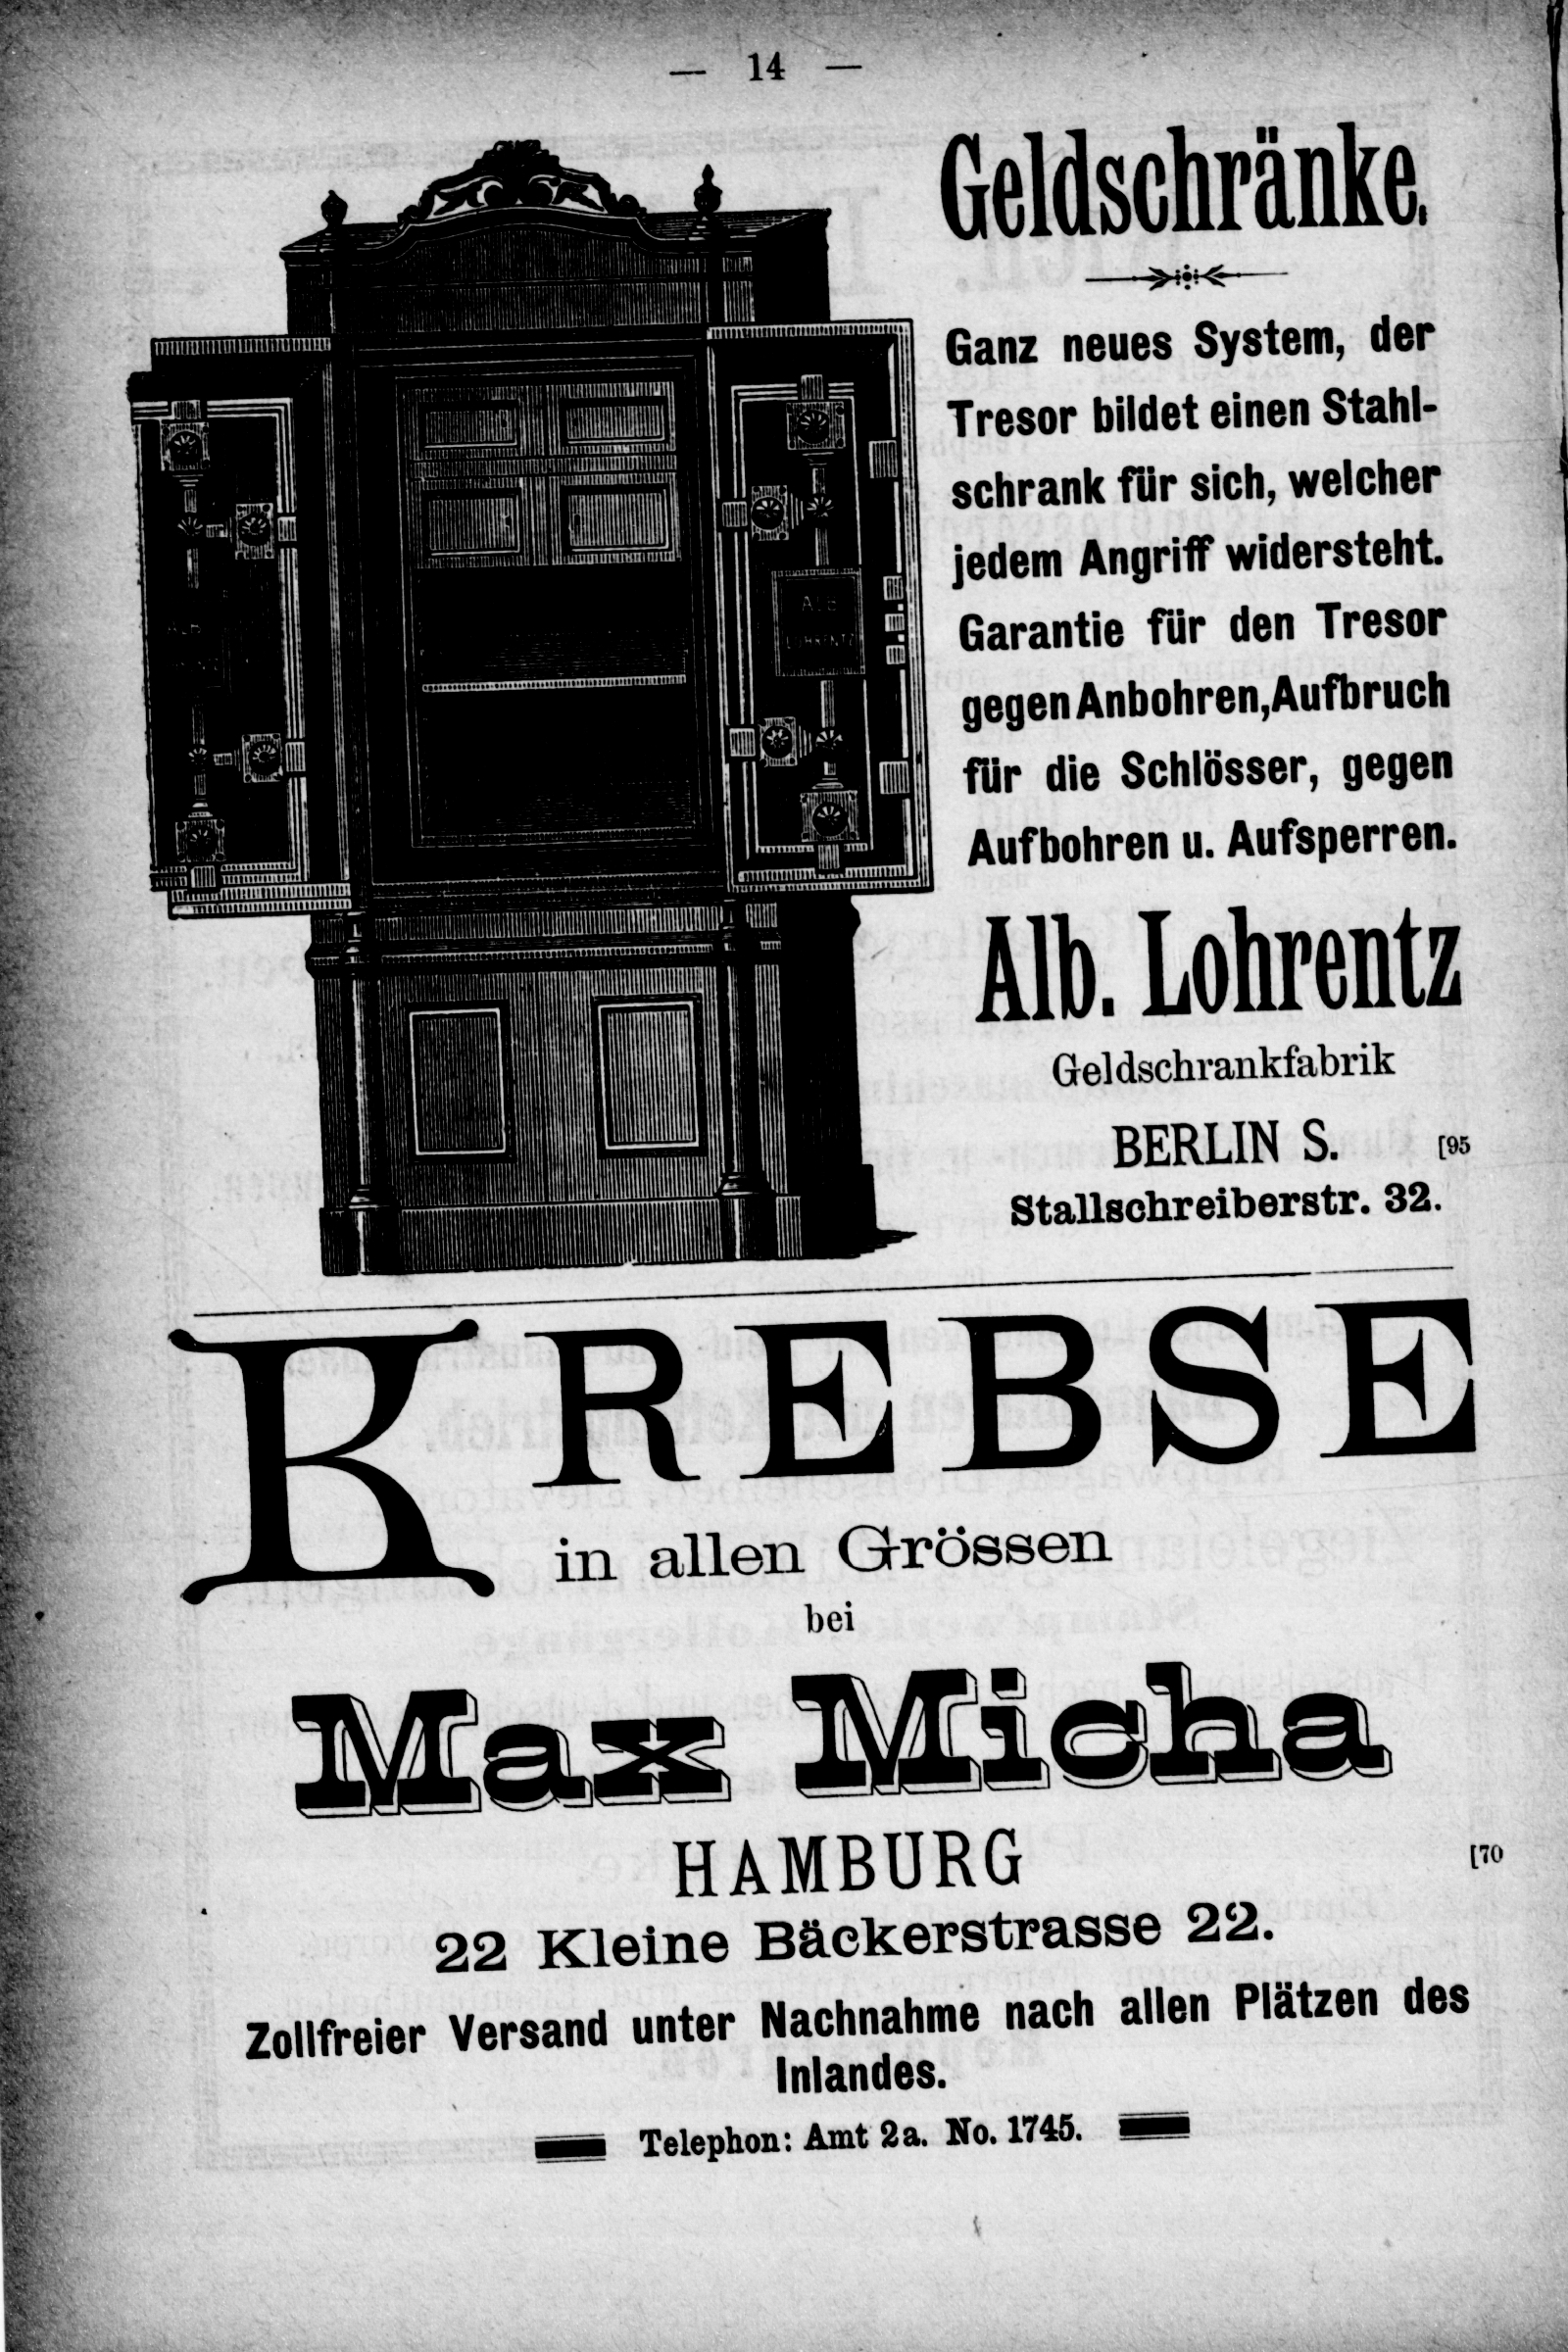 — 14 —
Geldschränke.
Ganz neues System, der
Tresor bildet einen Stahl-
schrank für sich, welcher
jedem Angriff widersteht.
Garantie für den Tresor
gegen Anbohren, Aufbruch
für die Schlösser, gegen
Aufbohren u. Aufsperren.
ALB
LOHRENTZ
Alb. Lohrentz
Geldschrankfabrik
BERLIN S. [95
Stallschreiberstr. 32.
KREBSE
in allen Grössen
bei
Max Micha
HAMBURG [70
22 Kleine Bäckerstrasse 22.
Zollfreier Versand unter Nachnahme nach allen Plätzen des
Inlandes.
Telephon: Amt 2a. No. 1745.